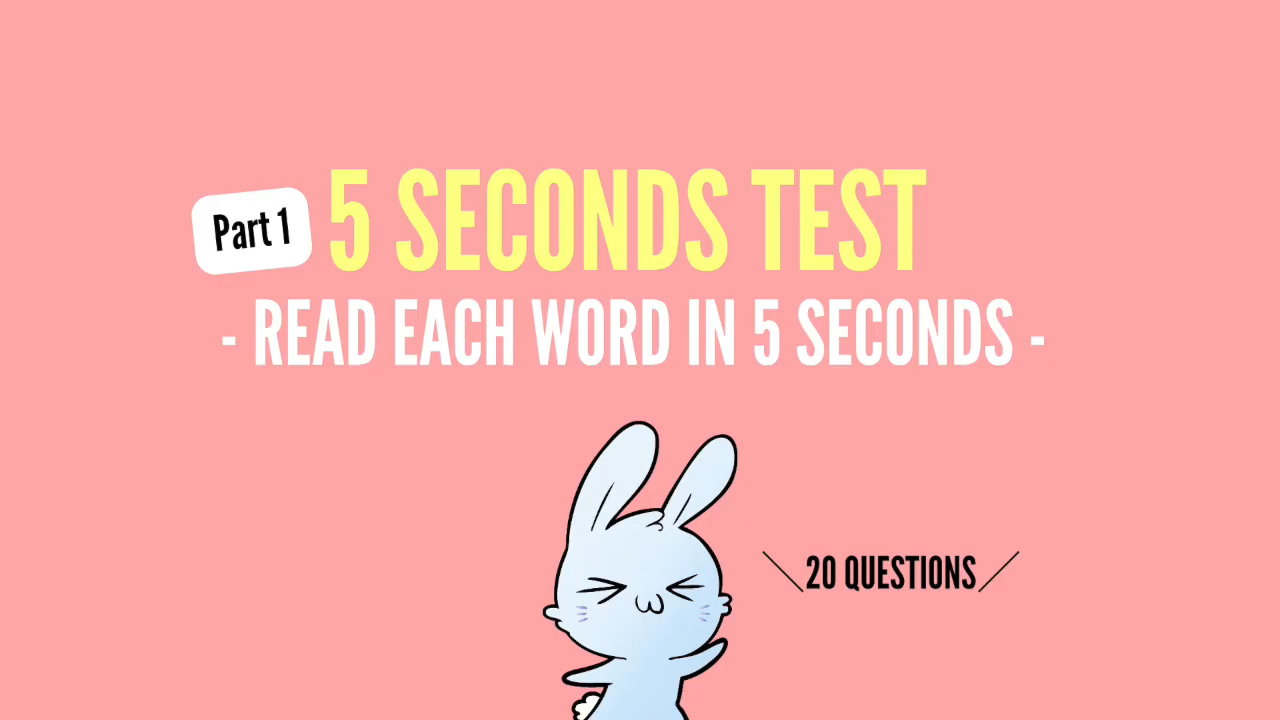 Part 1
5 SECONDS TEST
- READ EACH WORD IN 5 SECONDS -
20 QUESTIONS